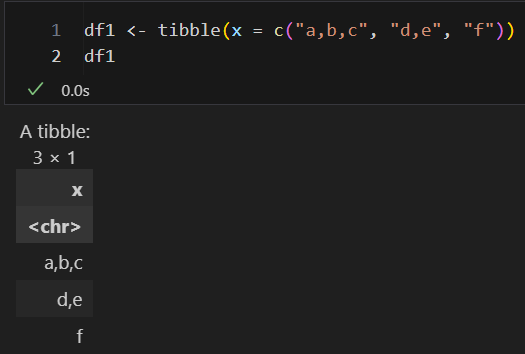 1 df1 <- tibble(x = c("a,b,c", "d,e", "f"))
2 df1
✓ 0.0s
A tibble:
3 × 1
x
<chr>
a,b,c
d,e
f